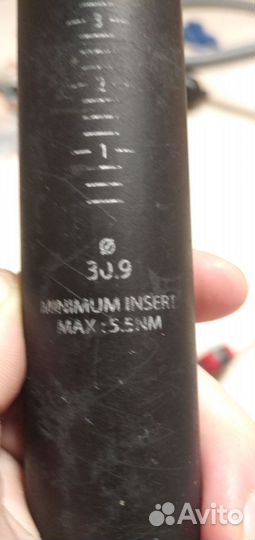 3
2
1
Ø
30.9
MINIMUM INSERT
MAX : 5.5NM
Avito